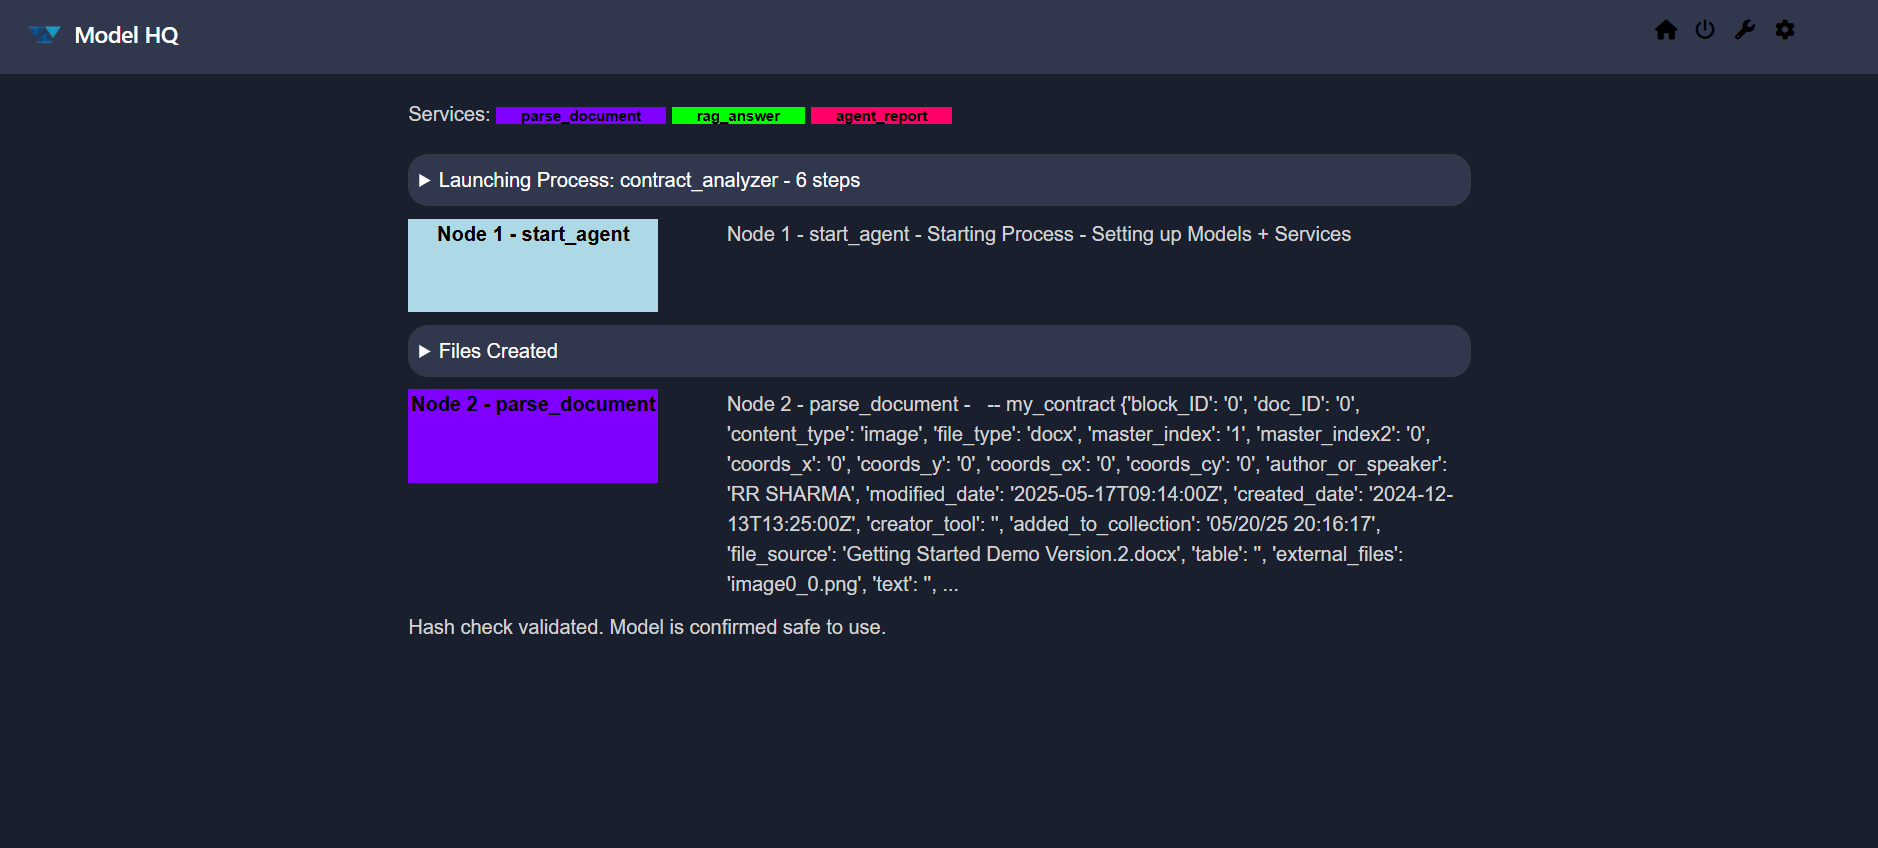 Model HQ
Services: parse_document rag_answer agent_report
Launching Process: contract_analyzer - 6 steps
Node 1 - start_agent
Node 1 - start_agent - Starting Process - Setting up Models + Services
Files Created
Node 2 - parse_document
Node 2 - parse_document -   -- my_contract {'block_ID': '0', 'doc_ID': '0',
'content_type': 'image', 'file_type': 'docx', 'master_index': '1', 'master_index2': '0',
'coords_x': '0', 'coords_y': '0', 'coords_cx': '0', 'coords_cy': '0', 'author_or_speaker':
'RR SHARMA', 'modified_date': '2025-05-17T09:14:00Z', 'created_date': '2024-12-
13T13:25:00Z', 'creator_tool': '', 'added_to_collection': '05/20/25 20:16:17',
'file_source': 'Getting Started Demo Version.2.docx', 'table': '', 'external_files':
'image0_0.png', 'text': '', ...
Hash check validated. Model is confirmed safe to use.